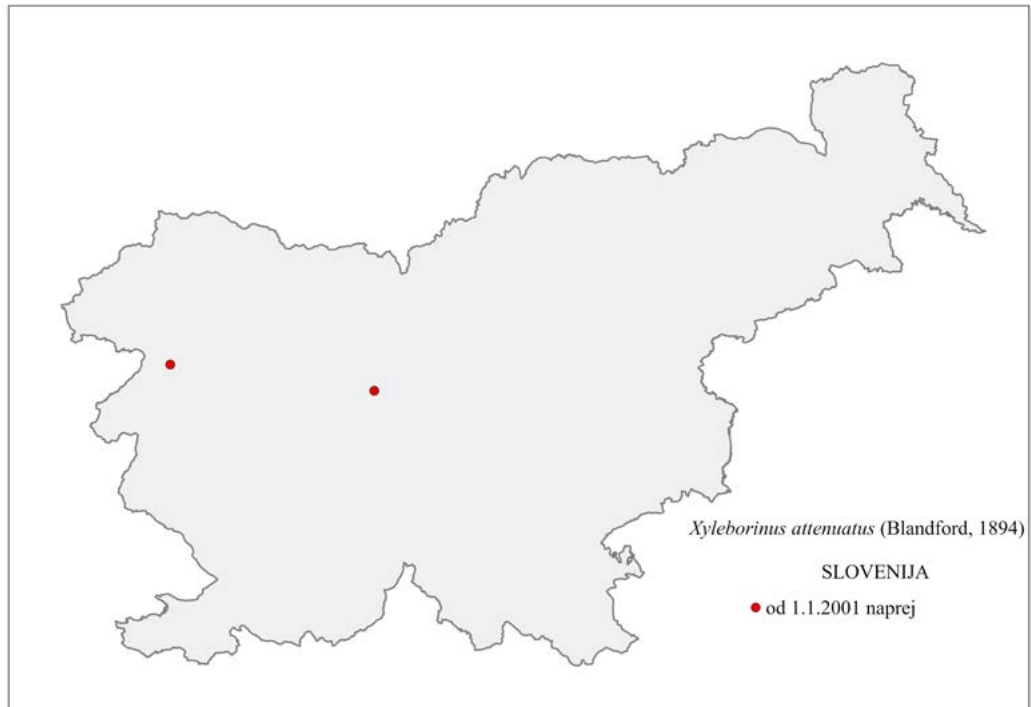 Xyleborinus attenuatus (Blandford, 1894)
SLOVENIJA
od 1.1.2001 naprej